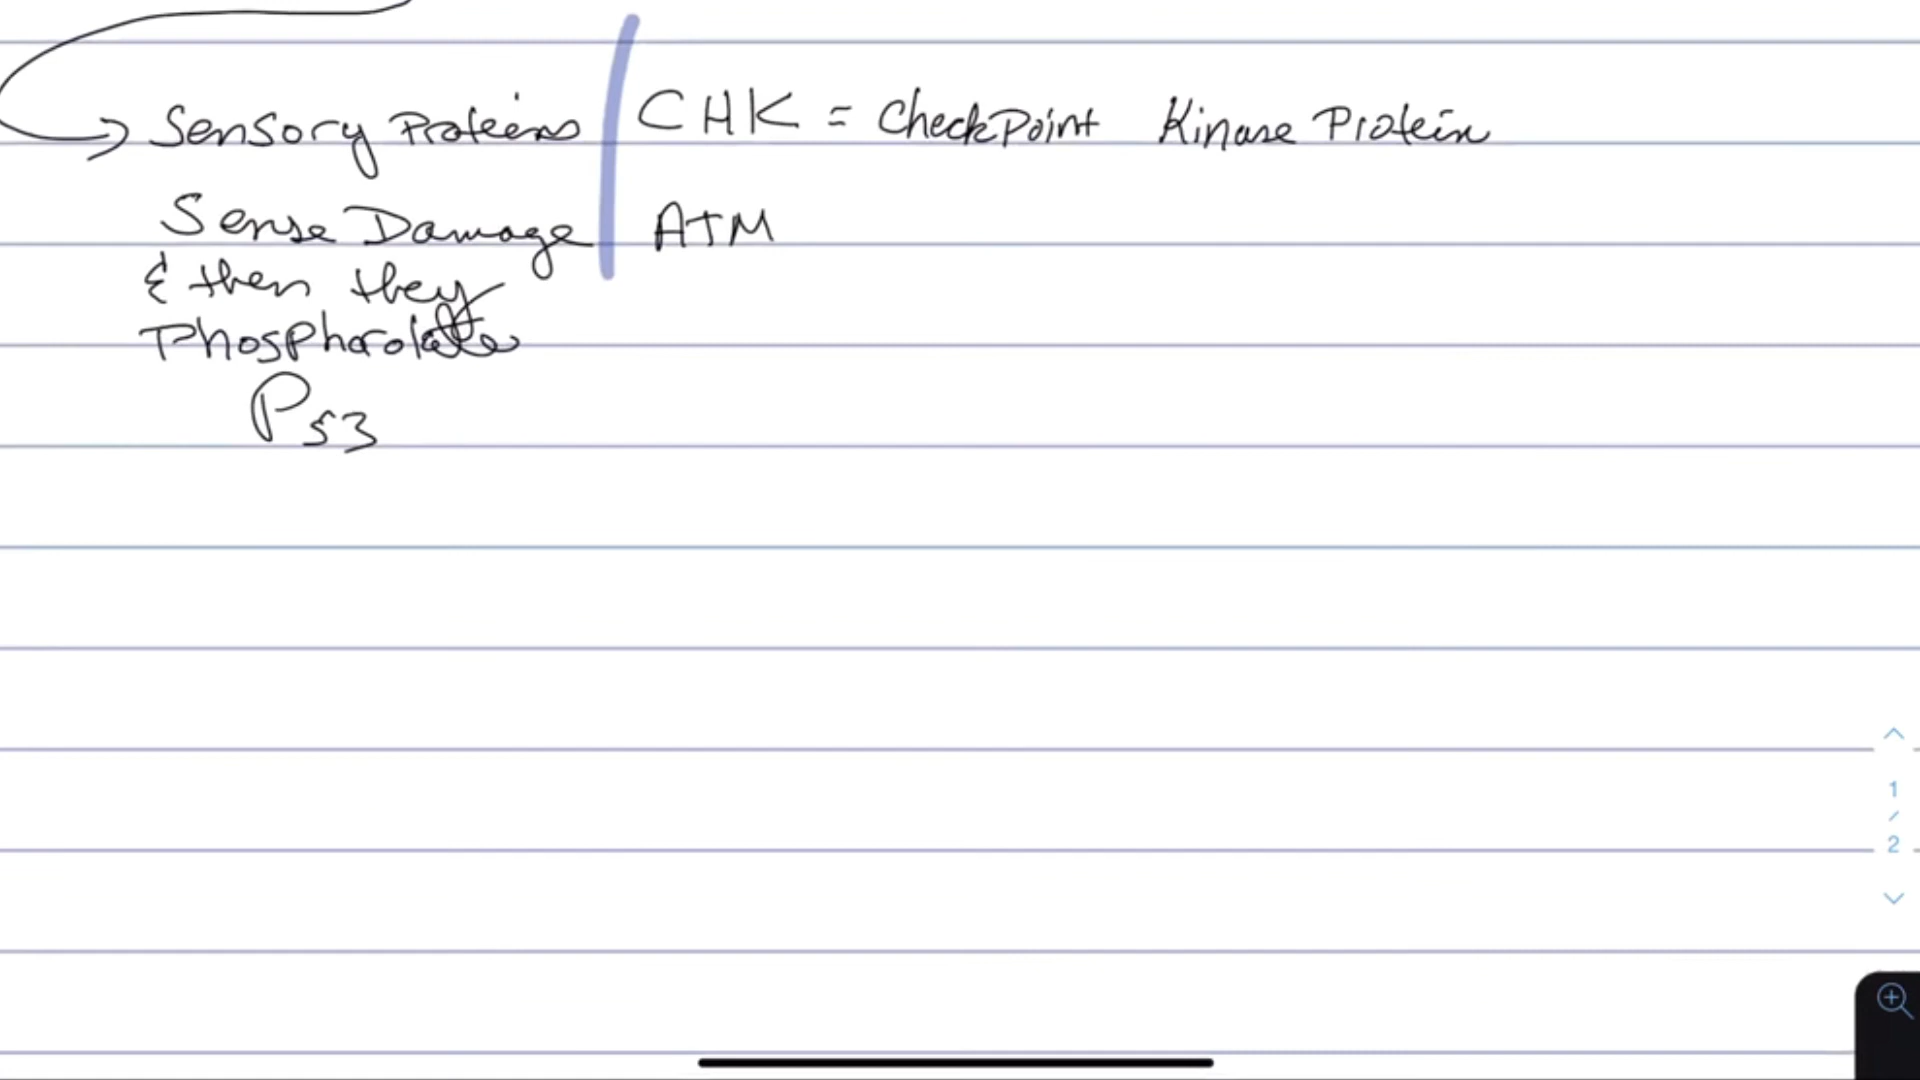 Sensory Proteins
CHK = CheckPoint Kinase Protein
Sense Damage
ATM
& then they
Phosphorolate
P53
1
/
2